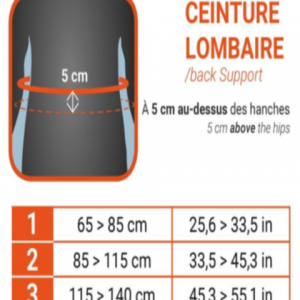 CEINTURE
LOMBAIRE
/back Support
5 cm
À 5 cm au-dessus des hanches
5 cm above the hips
1 65 > 85 cm 25,6 > 33,5 in
2 85 > 115 cm 33,5 > 45,3 in
3 115 > 140 cm 45,3 > 55,1 in